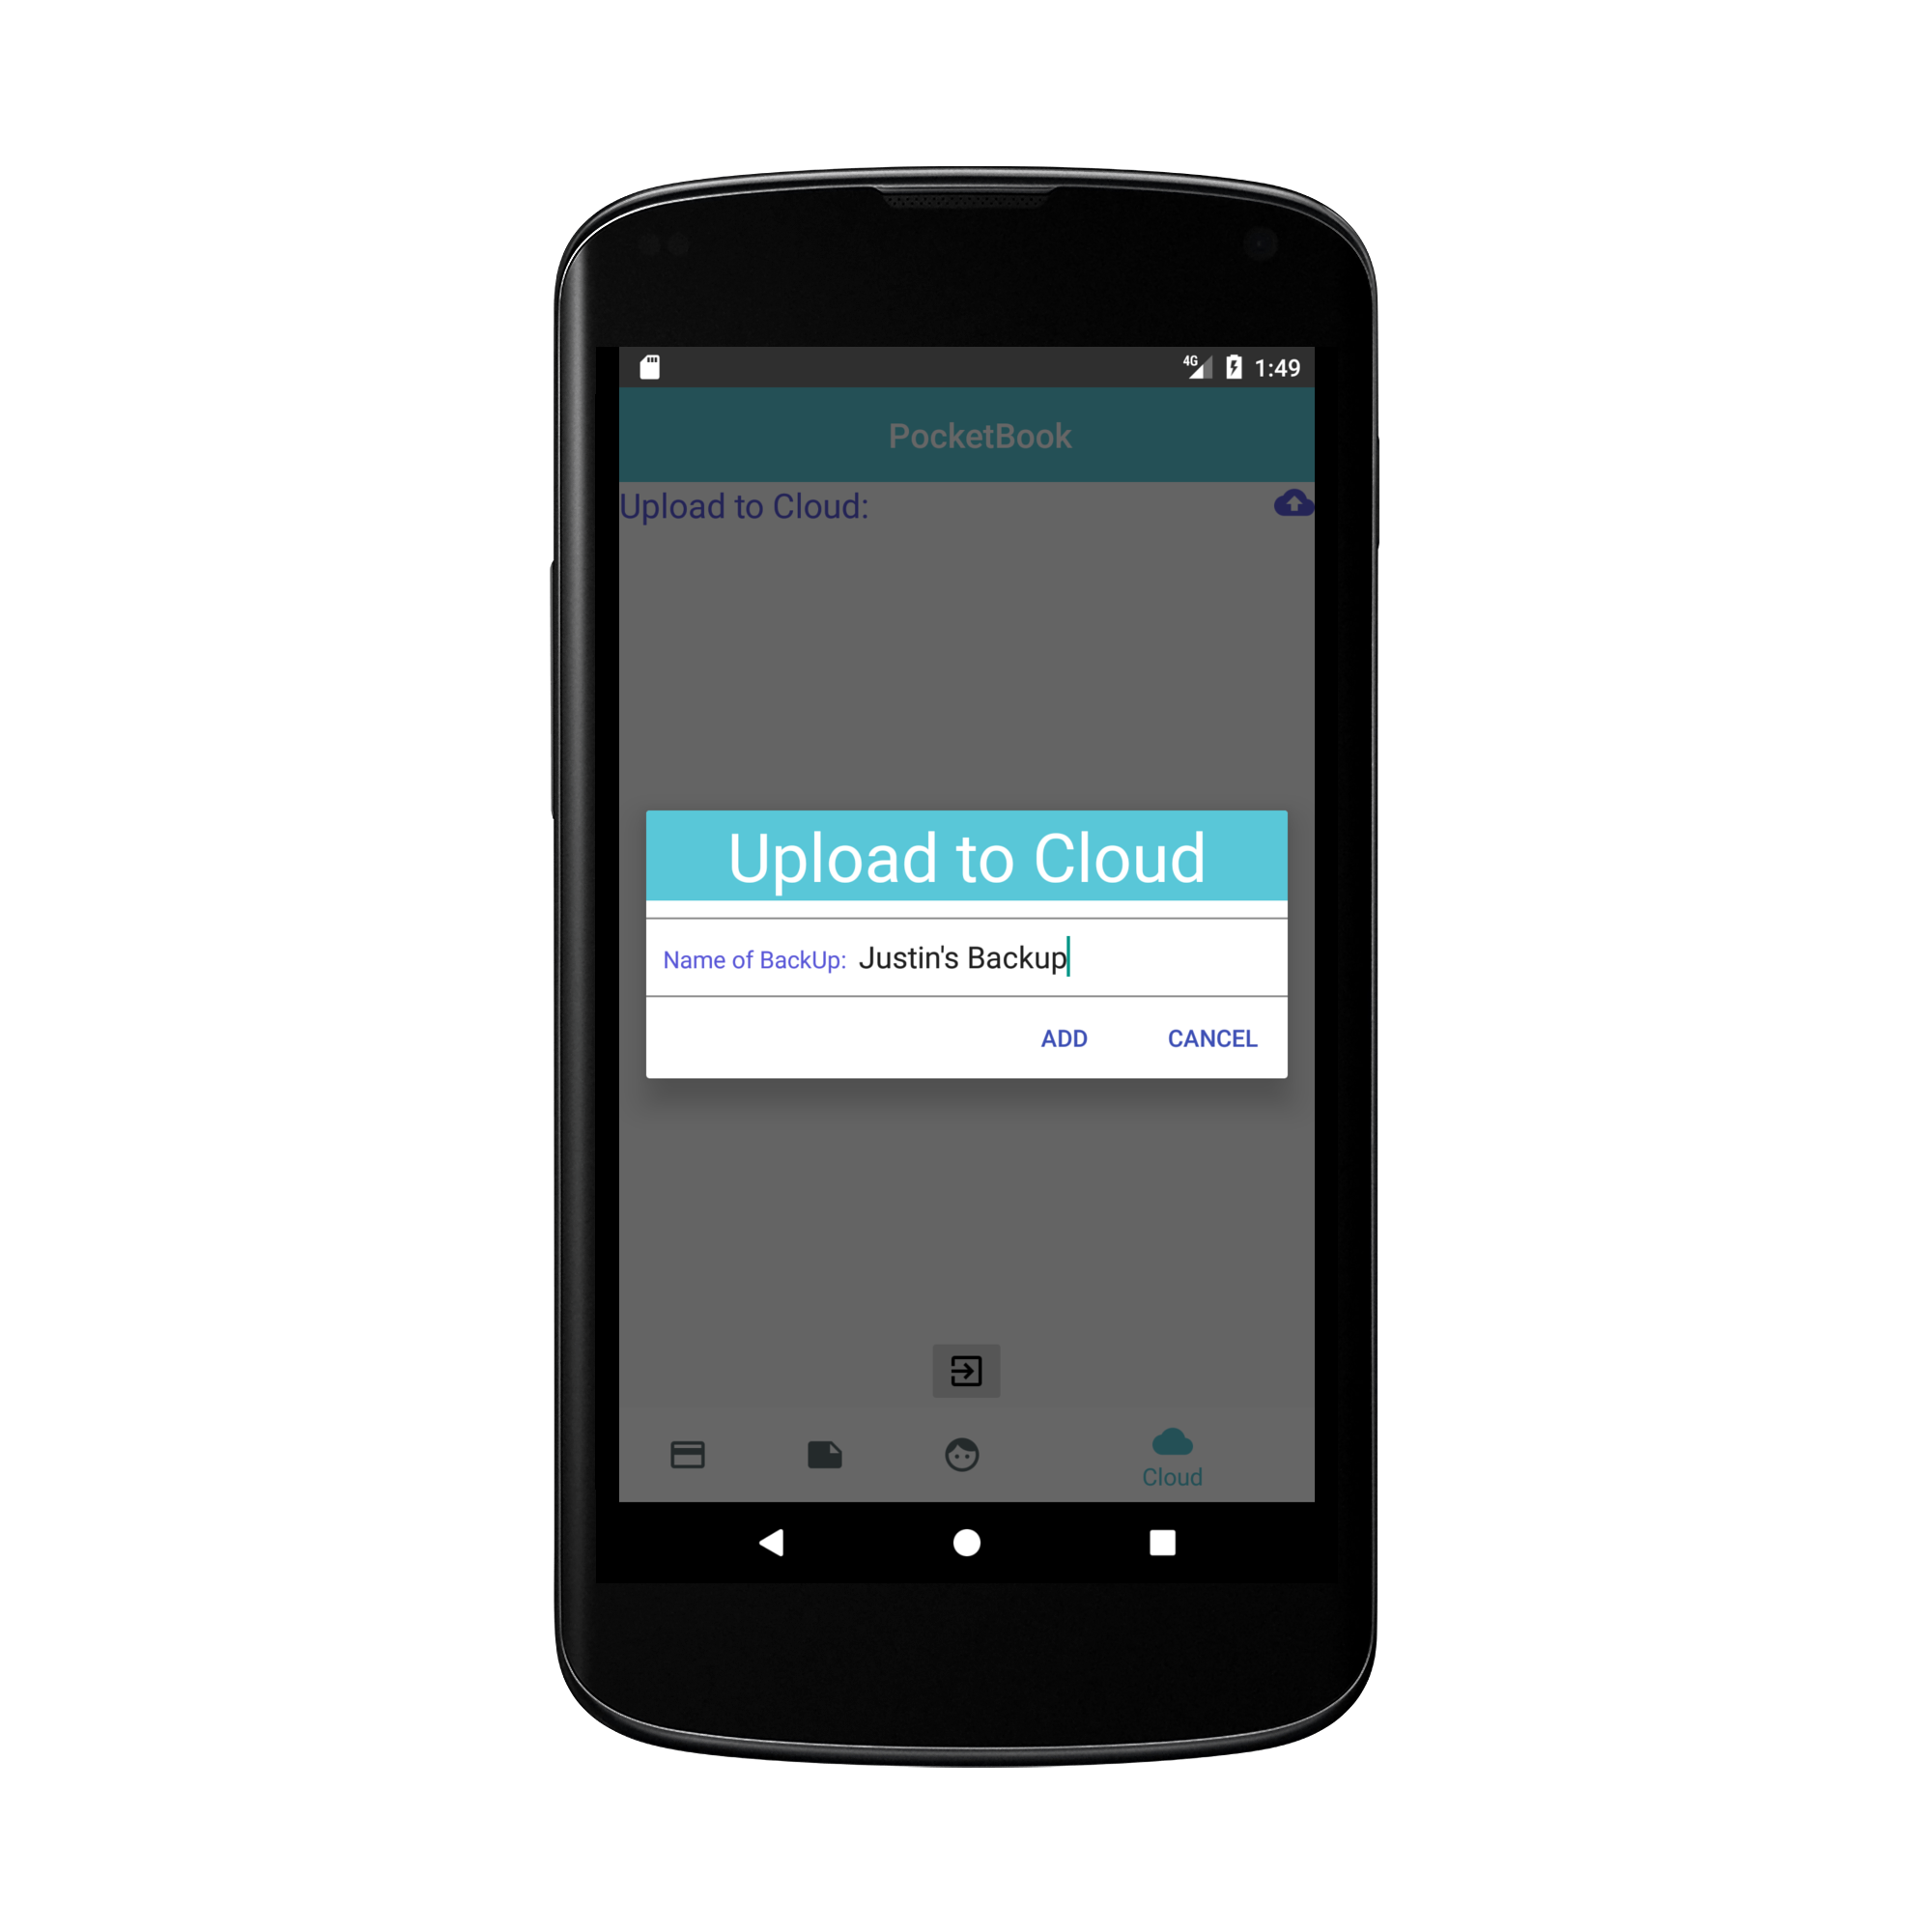 4G 1:49
PocketBook
Upload to Cloud:
Upload to Cloud
Name of BackUp: Justin's Backup
ADD CANCEL
Cloud